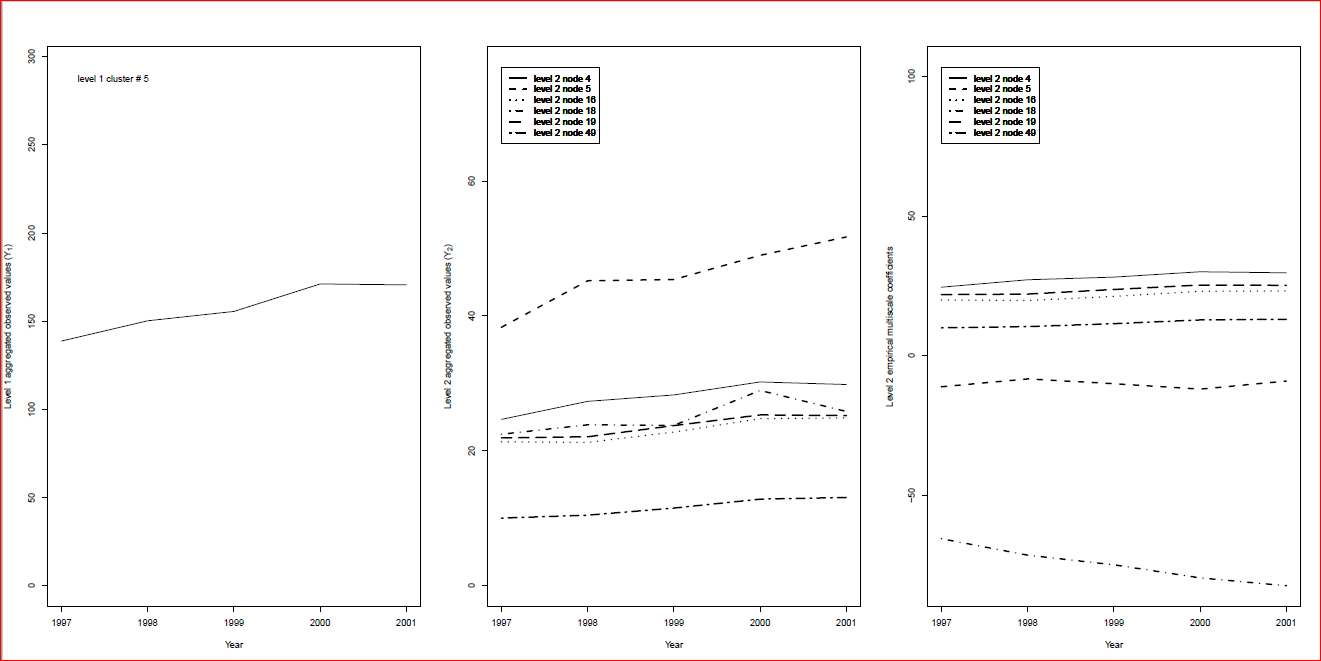 level 1 cluster # 5
300
250
200
150
100
50
0
Level 1 aggregated observed values (Y1)
1997 1998 1999 2000 2001
Year
level 2 node 4
level 2 node 5
level 2 node 16
level 2 node 18
level 2 node 19
level 2 node 49
60
40
20
0
Level 2 aggregated observed values (Y2)
1997 1998 1999 2000 2001
Year
level 2 node 4
level 2 node 5
level 2 node 16
level 2 node 18
level 2 node 19
level 2 node 49
100
50
0
−50
Level 2 empirical multiscale coefficients
1997 1998 1999 2000 2001
Year